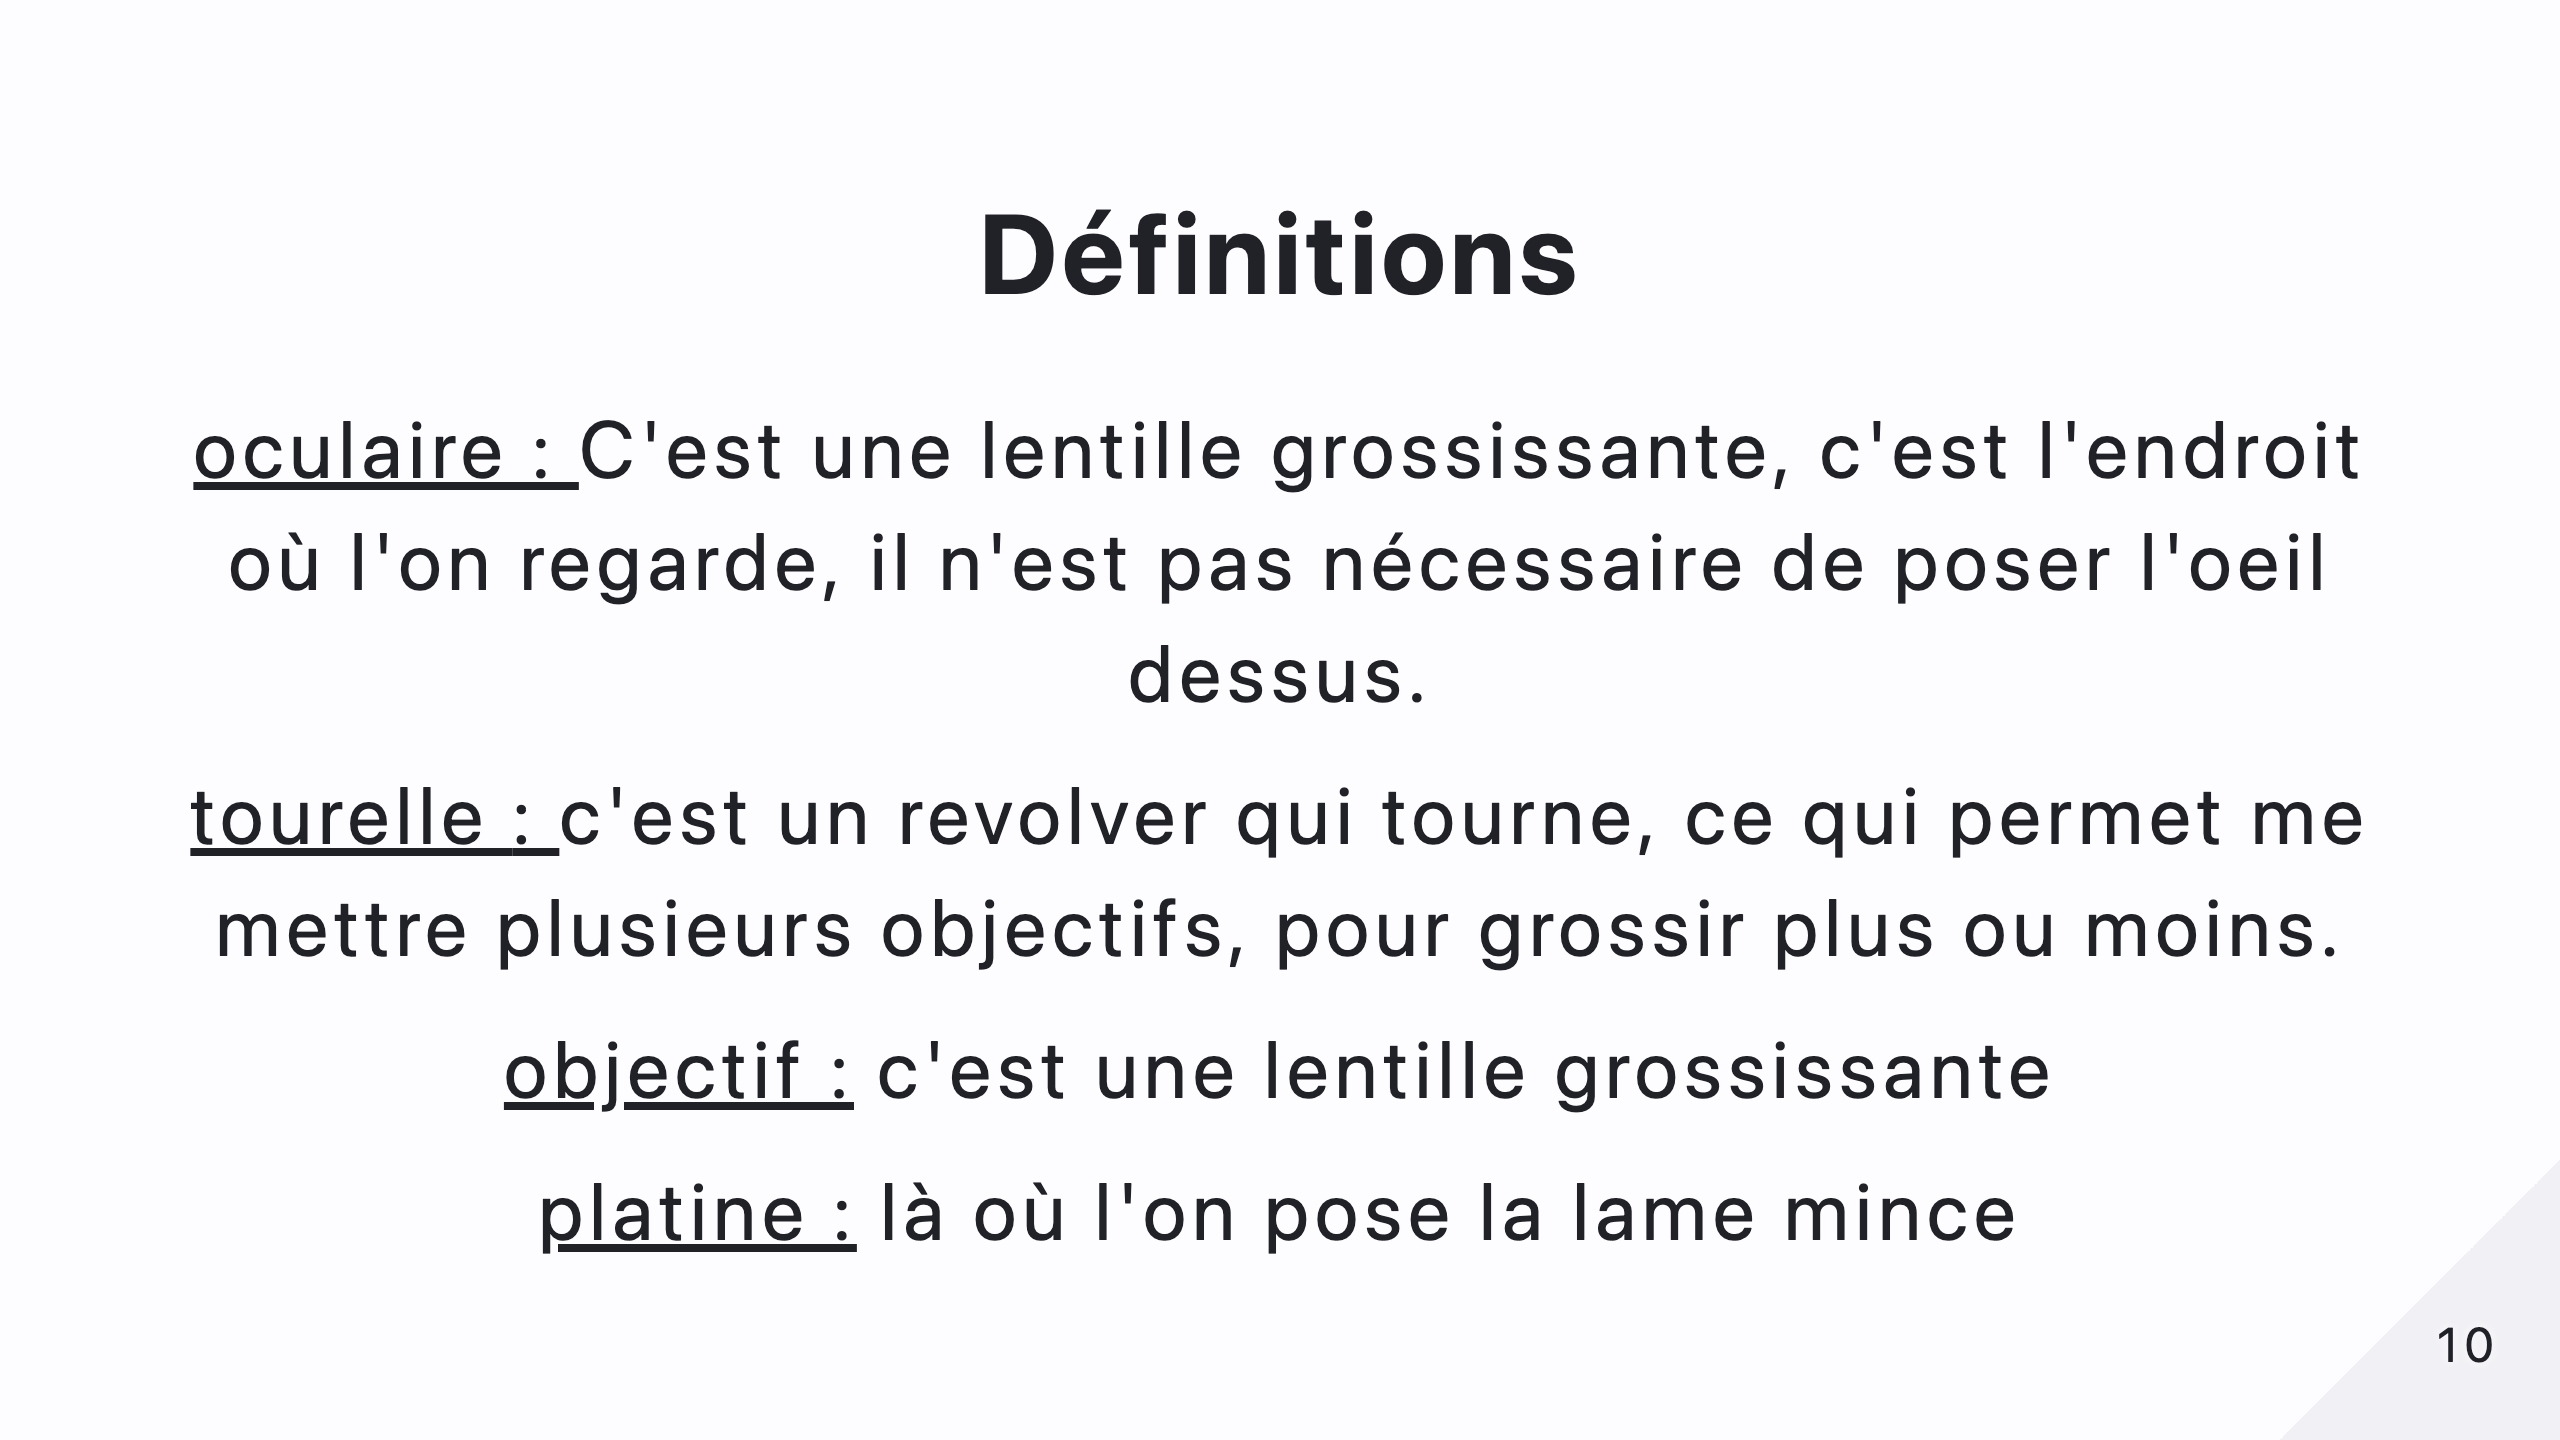 Définitions
oculaire : C'est une lentille grossissante, c'est l'endroit
où l'on regarde, il n'est pas nécessaire de poser l'oeil
dessus.
tourelle : c'est un revolver qui tourne, ce qui permet me
mettre plusieurs objectifs, pour grossir plus ou moins.
objectif : c'est une lentille grossissante
platine : là où l'on pose la lame mince
10